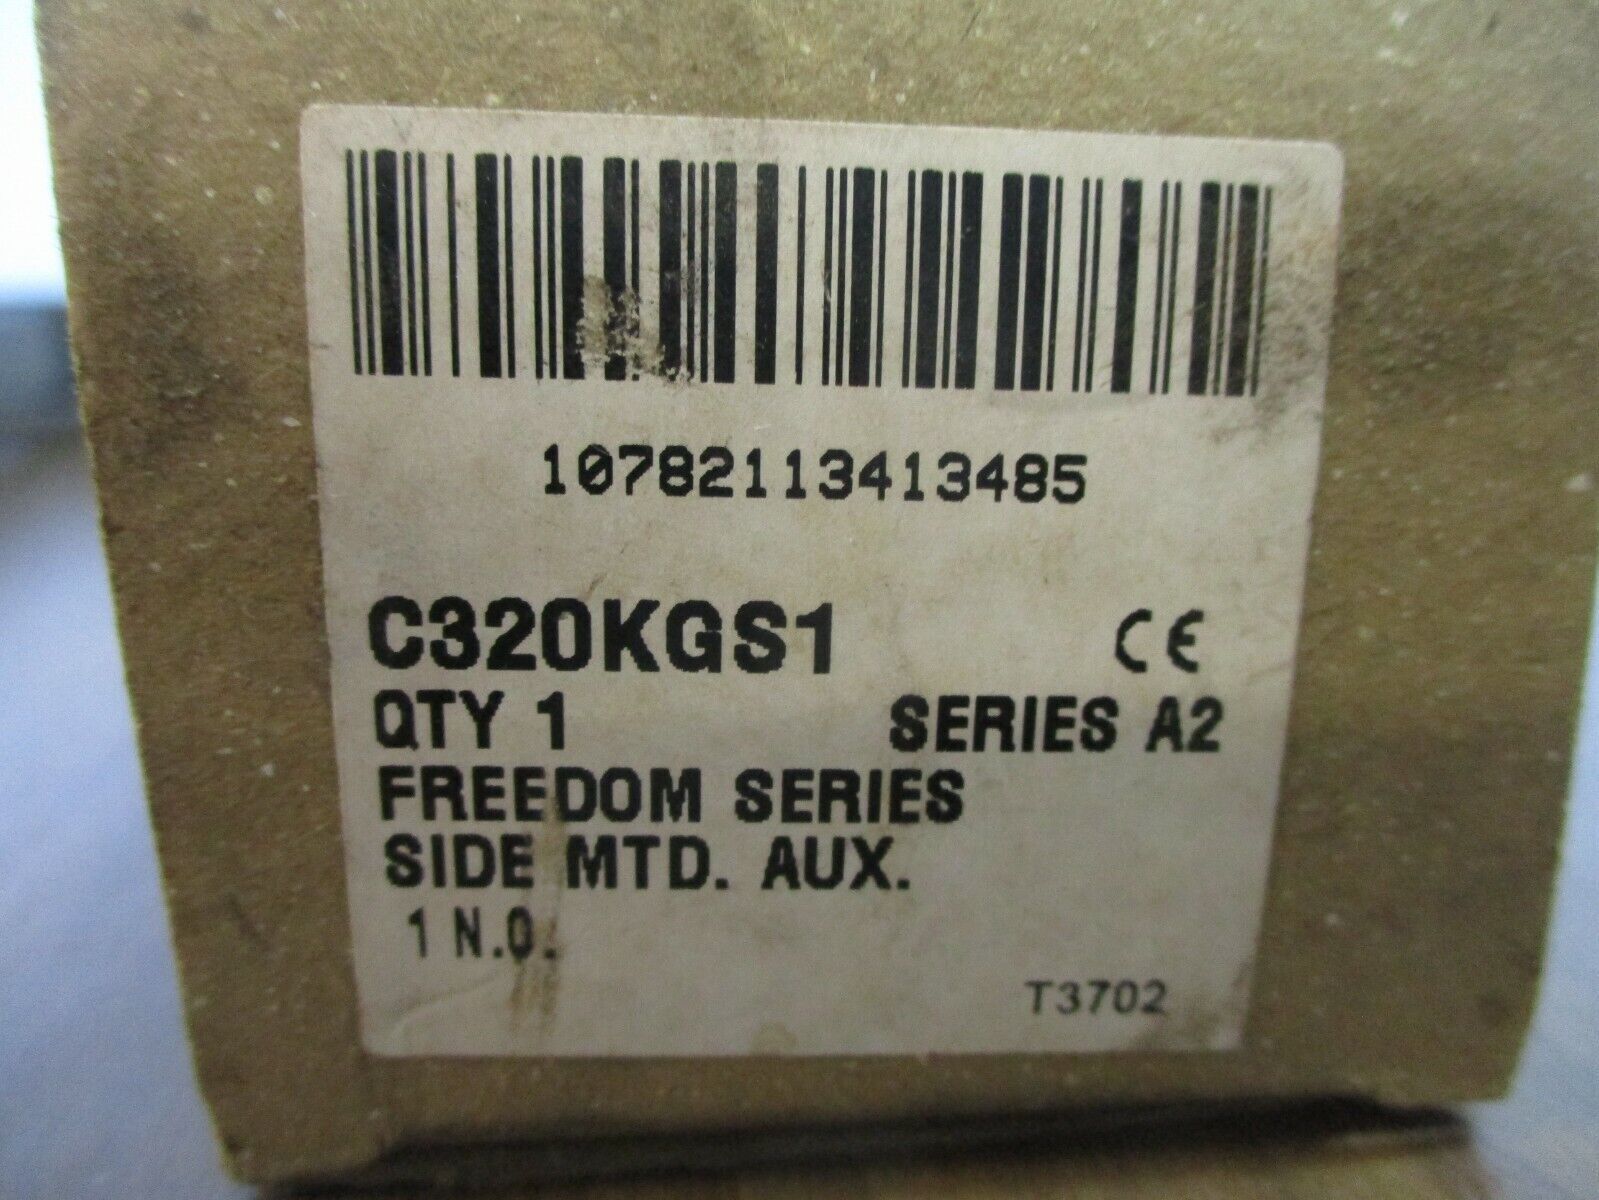 10782113413485
C320KGS1 CE
QTY 1 SERIES A2
FREEDOM SERIES
SIDE MTD. AUX.
1 N.O.
T3702